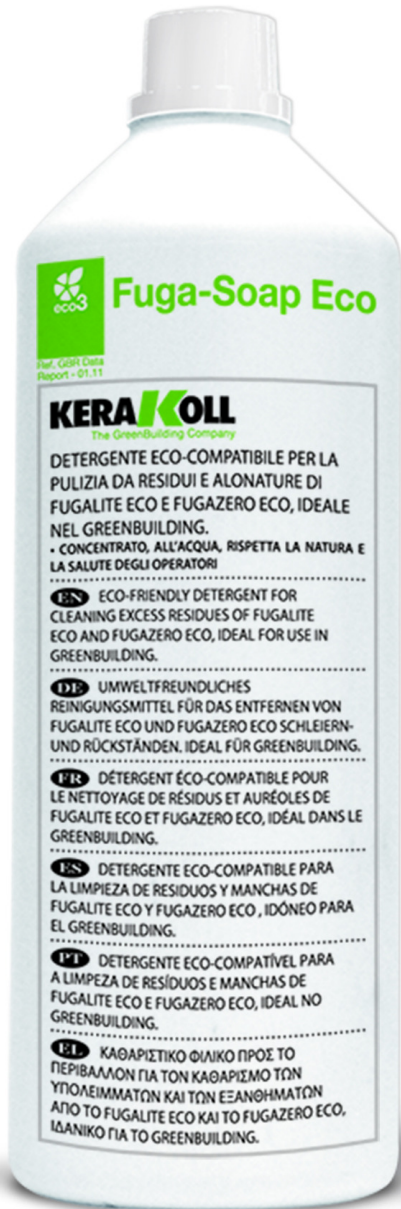 eco3
Fuga-Soap Eco
Ref. GBR Data
Report - 01.11
KERAKOLL
The GreenBuilding Company
DETERGENTE ECO-COMPATIBILE PER LA
PULIZIA DA RESIDUI E ALONATURE DI
FUGALITE ECO E FUGAZERO ECO, IDEALE
NEL GREENBUILDING.
• CONCENTRATO, ALL'ACQUA, RISPETTA LA NATURA E
LA SALUTE DEGLI OPERATORI
EN ECO-FRIENDLY DETERGENT FOR
CLEANING EXCESS RESIDUES OF FUGALITE
ECO AND FUGAZERO ECO, IDEAL FOR USE IN
GREENBUILDING.
DE UMWELTFREUNDLICHES
REINIGUNGSMITTEL FÜR DAS ENTFERNEN VON
FUGALITE ECO UND FUGAZERO ECO SCHLEIERN-
UND RÜCKSTÄNDEN. IDEAL FÜR GREENBUILDING.
FR DÉTERGENT ÉCO-COMPATIBLE POUR
LE NETTOYAGE DE RÉSIDUS ET AURÉOLES DE
FUGALITE ECO ET FUGAZERO ECO, IDÉAL DANS LE
GREENBUILDING.
ES DETERGENTE ECO-COMPATIBLE PARA
LA LIMPIEZA DE RESIDUOS Y MANCHAS DE
FUGALITE ECO Y FUGAZERO ECO , IDÓNEO PARA
EL GREENBUILDING.
PT DETERGENTE ECO-COMPATÍVEL PARA
A LIMPEZA DE RESÍDUOS E MANCHAS DE
FUGALITE ECO E FUGAZERO ECO, IDEAL NO
GREENBUILDING.
EL ΚΑΘΑΡΙΣΤΙΚΟ ΦΙΛΙΚΟ ΠΡΟΣ ΤΟ
ΠΕΡΙΒΑΛΛΟΝ ΓΙΑ ΤΟΝ ΚΑΘΑΡΙΣΜΟ ΤΩΝ
ΥΠΟΛΕΙΜΜΑΤΩΝ ΚΑΙ ΤΩΝ ΕΞΑΝΘΗΜΑΤΩΝ
ΑΠΟ ΤΟ FUGALITE ECO ΚΑΙ ΤΟ FUGAZERO ECO,
ΙΔΑΝΙΚΟ ΓΙΑ ΤΟ GREENBUILDING.